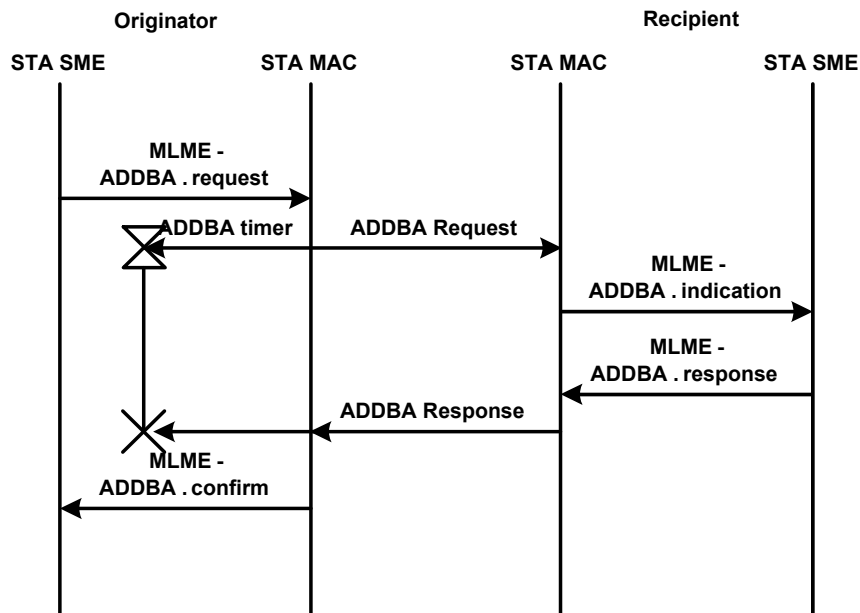 Originator
Recipient
STA SME
STA MAC
STA MAC
STA SME
MLME -
ADDBA . request
ADDBA timer
ADDBA Request
MLME -
ADDBA . indication
MLME -
ADDBA . response
ADDBA Response
MLME -
ADDBA . confirm